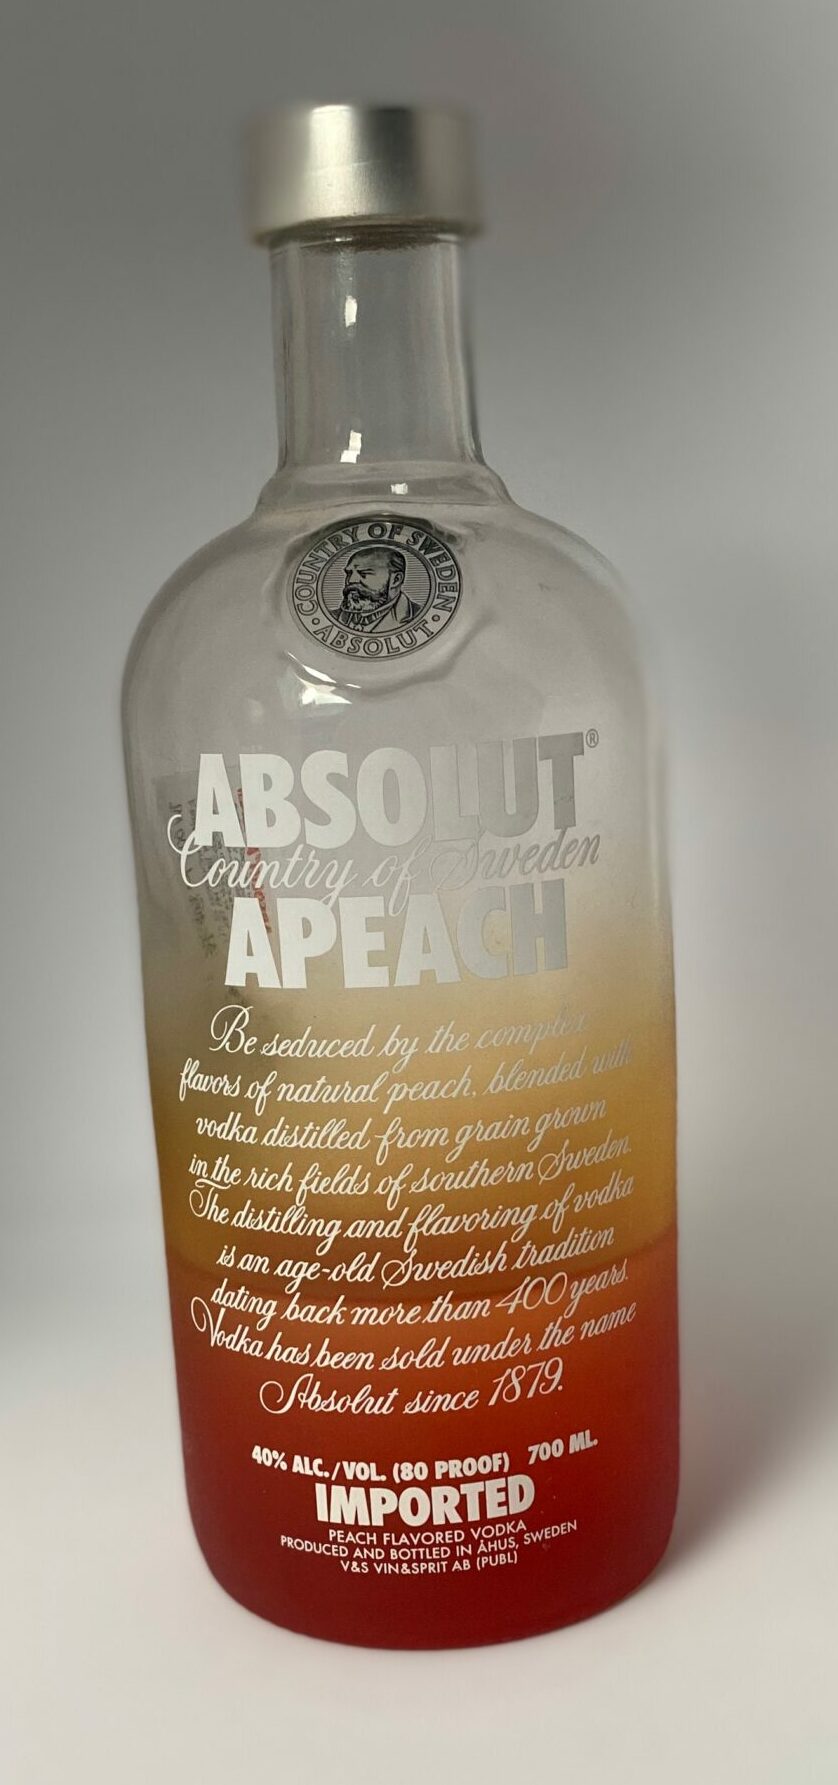 COUNTRY OF SWEDEN
ABSOLUT
ABSOLUT®
Country of Sweden
APEACH
Be seduced by the complex
flavors of natural peach, blended with
vodka distilled from grain grown
in the rich fields of southern Sweden.
The distilling and flavoring of vodka
is an age-old Swedish tradition
dating back more than 400 years.
Vodka has been sold under the name
Absolut since 1879.
40% ALC./VOL. (80 PROOF) 700 ML.
IMPORTED
PEACH FLAVORED VODKA
PRODUCED AND BOTTLED IN ÅHUS, SWEDEN
V&S VIN&SPRIT AB (PUBL)